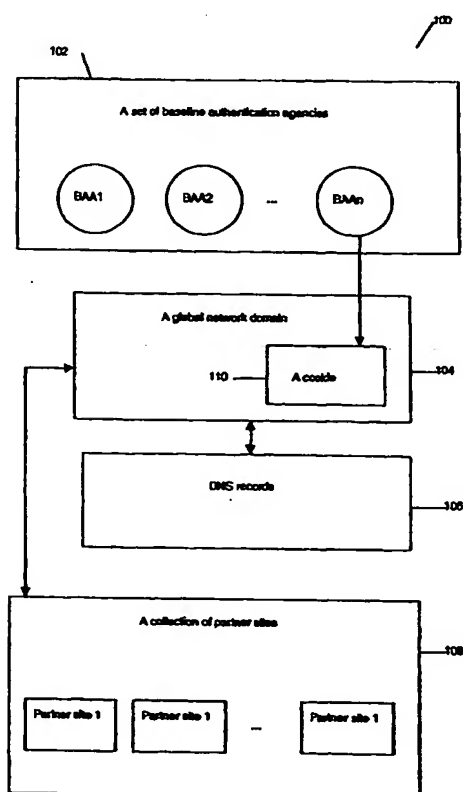 100
102
A set of baseline authentication agencies
BAA1 BAA2 ... BAAn
A global network domain
110 A cookie 104
DNS records
106
A collection of partner sites
108
Partner site 1 Partner site 1 ... Partner site 1